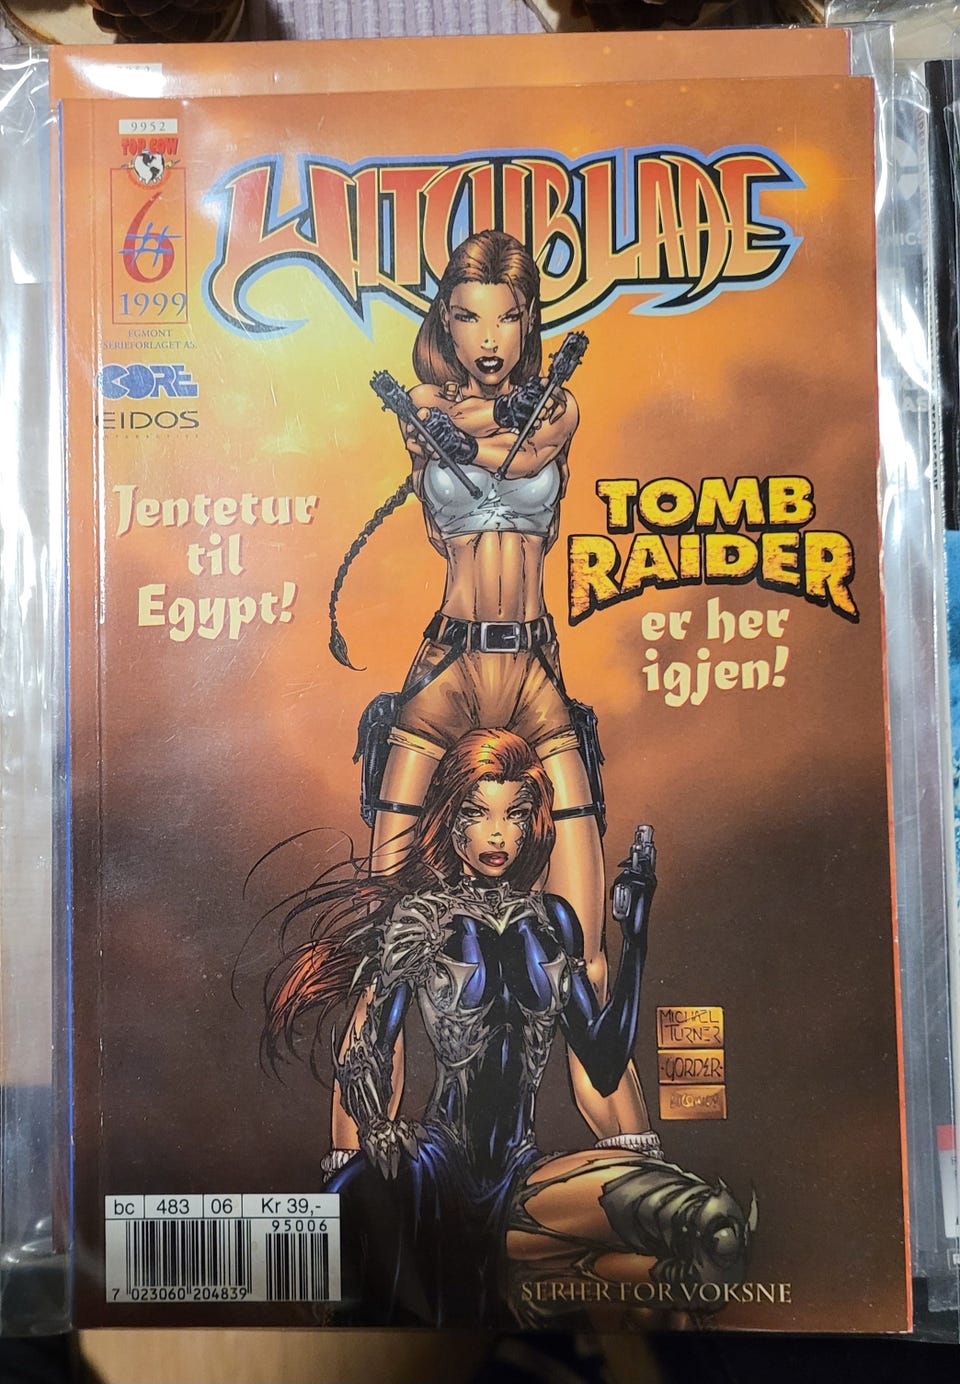 9952
TOP COW
WITCHBLADE
#6
1999
EGMONT
SERIEFORLAGET AS.
CORE
EIDOS
INTERACTIVE
Jentetur
til
Egypt!
TOMB
RAIDER
er her
igjen!
MICHAEL
TURNER
bc 483 06 Kr 39,-
95006
7 023060 204839
SERIER FOR VOKSNE